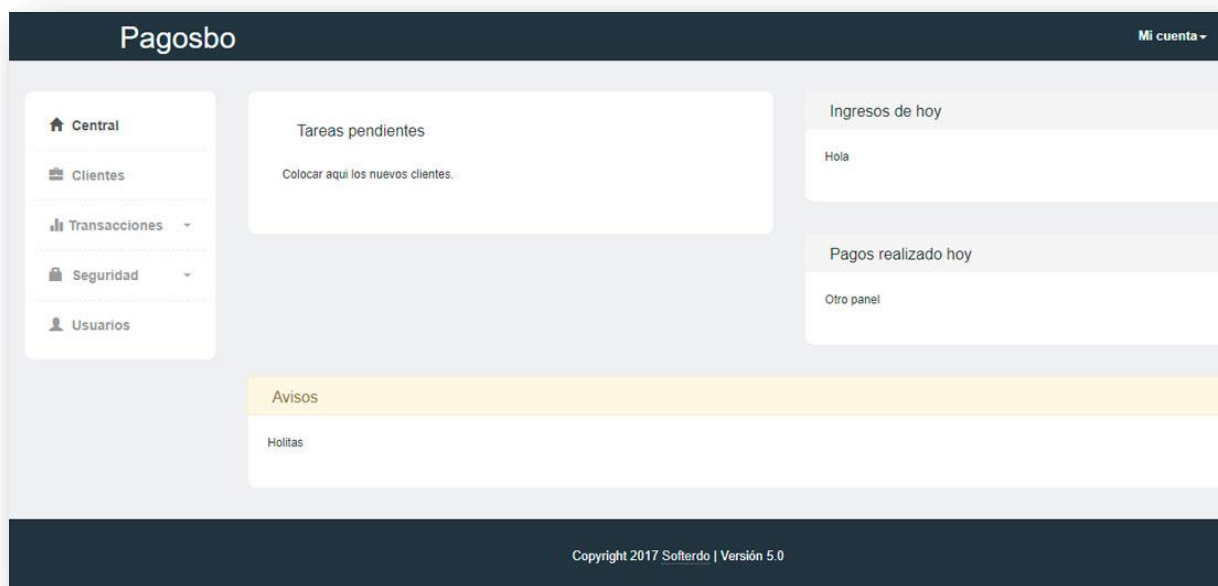 Pagosbo
Mi cuenta
Central
Clientes
Transacciones
Seguridad
Usuarios
Tareas pendientes
Colocar aqui los nuevos clientes.
Ingresos de hoy
Hola
Pagos realizado hoy
Otro panel
Avisos
Holitas
Copyright 2017 Softerdo | Versión 5.0